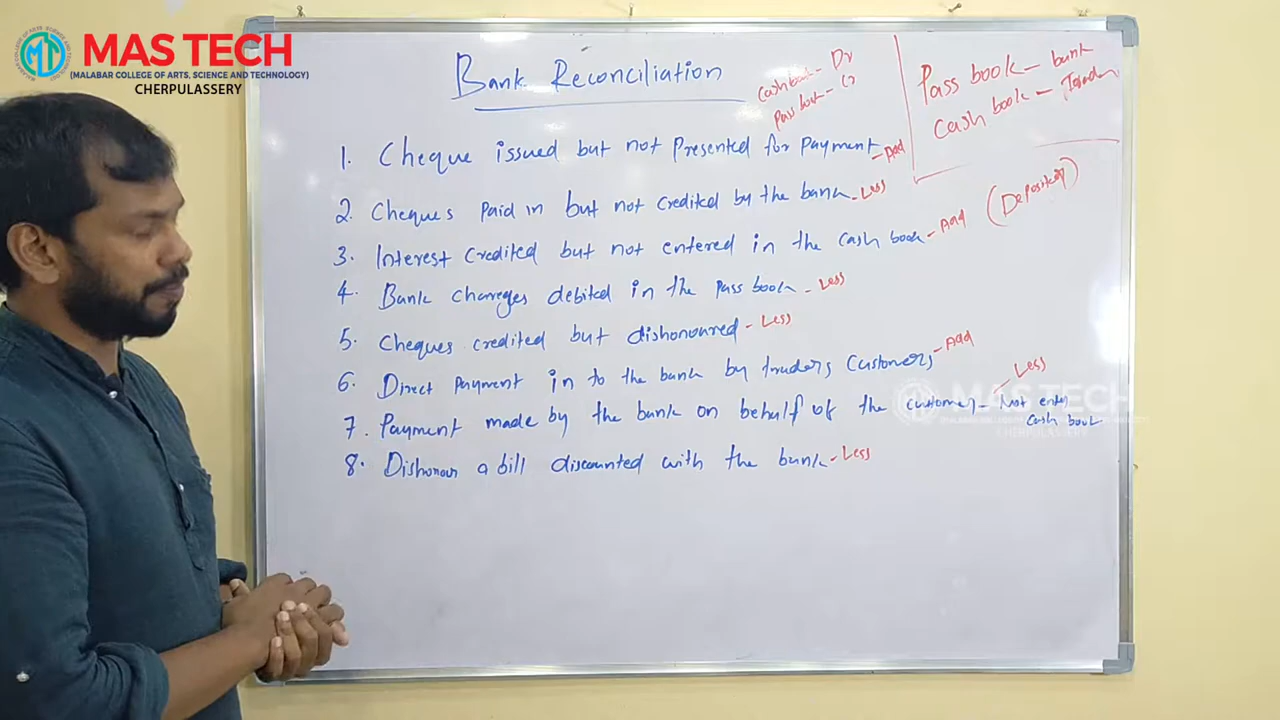 MAS TECH
(MALABAR COLLEGE OF ARTS, SCIENCE AND TECHNOLOGY)
CHERPULASSERY
Bank Reconciliation
Cash book - Dr
Pass book - Cr
Pass book - bank
Cash book -
1. Cheque issued but not Presented for Payment - Add
2. Cheques Paid in but not credited by the bank - Less
3. Interest credited but not entered in the cash book - Add (Deposited)
4. Bank charreges debited in the Pass book - Less
5. Cheques credited but dishonoured - Less
6. Direct Payment in to the bank by traders Customers - Add
7. Payment made by the bank on behalf of the customer - Not enter - Less
Cash book
8. Dishonour a bill discounted with the bank - Less
MAS TECH
CHERPULASSERY